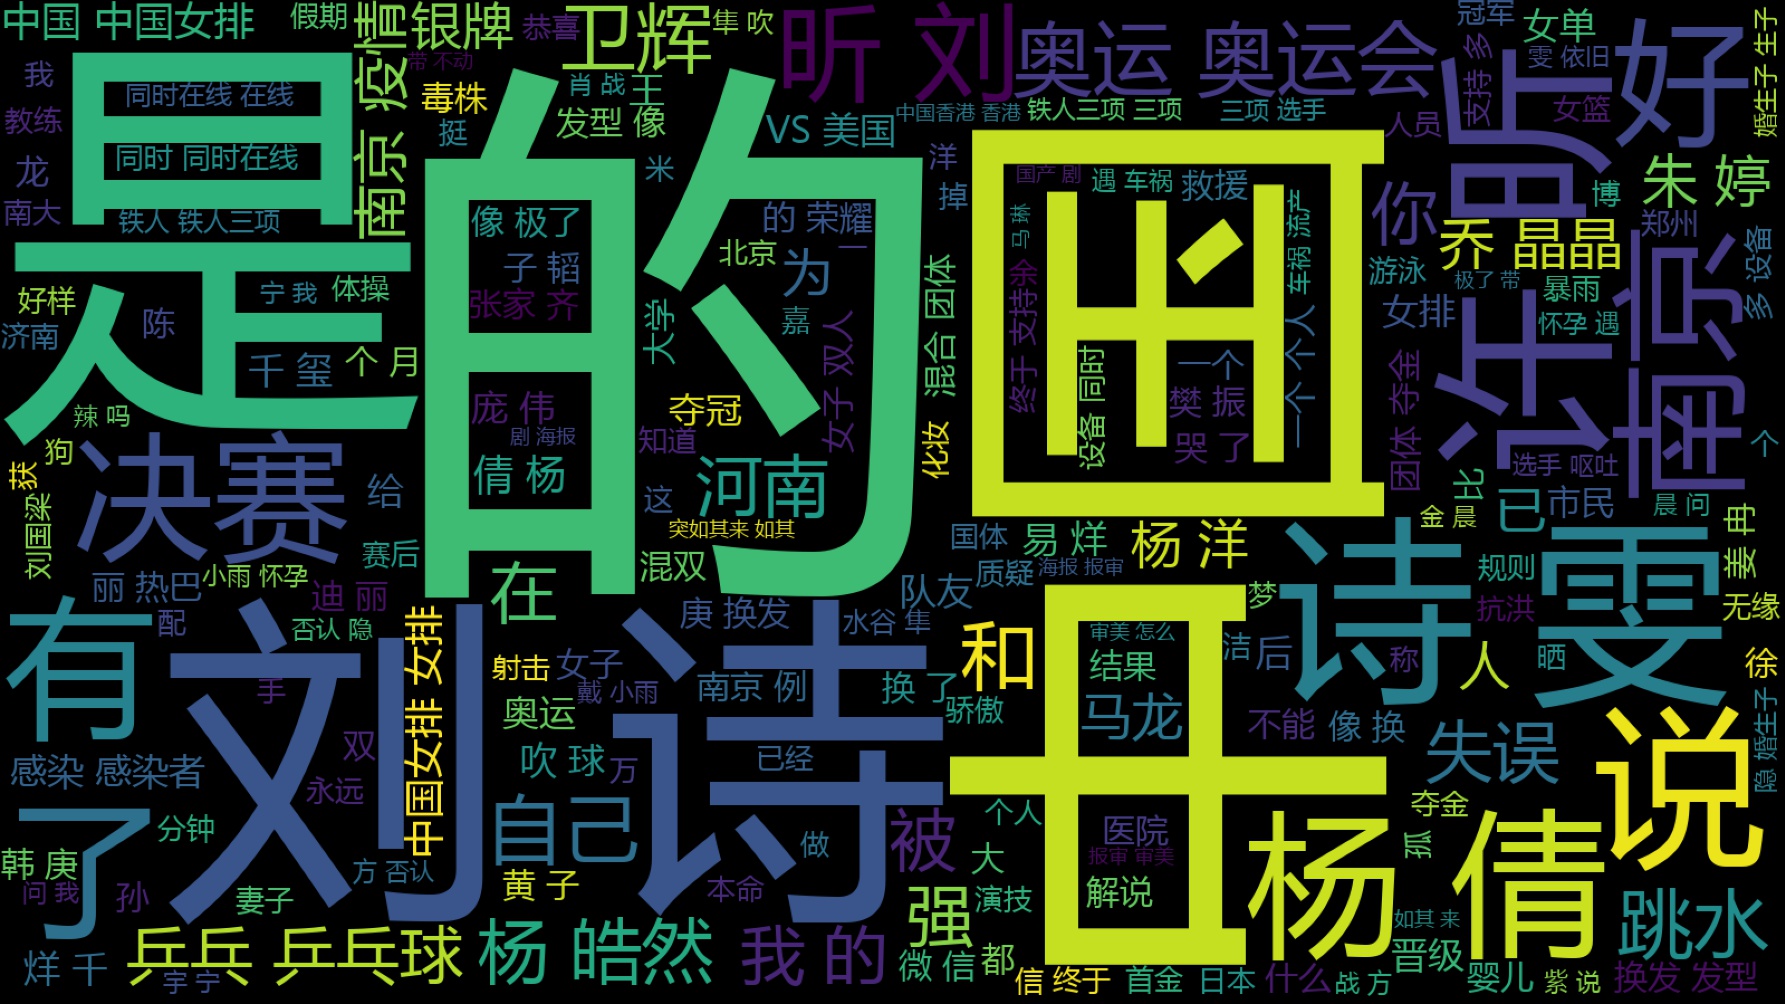 中国 中国女排
假期
疫情
银牌
恭喜
卫辉
隼 吹
昕 刘
奥运 奥运会
冠军
女单
婚生子 生子
我
同时在线 在线
带 不动
肖 战
王
雯 依旧
支持 多
好
教练
毒株
挺
发型 像
VS 美国
中国香港 香港
铁人三项 三项
三项 选手
人员
女篮
是
同时 同时在线
南京
的
米
洋
国产 剧
遇 车祸
救援
许昕
博
朱 婷
龙
南大
铁人 铁人三项
像 极了
的 荣耀
掉
马 琳
车祸 流产
你
郑州
乔 晶晶
子 韬
北京
为
一
国
游泳
极了 带
暴雨
多 设备
好样
宁 我
体操
张家 齐
大学
嘉
混合 团体
终于 支持
余
一个 人
女排
怀孕 遇
南京
济南
陈
千 玺
个 月
女子 双人
设备 同时
一个
樊 振
团体 夺金
辣 吗
庞 伟
夺冠
哭 了
个
狗
剧 海报
知道
化妆
选手 呕吐
获
决赛
给
倩 杨
河南
这
比
已
市民
晨 问
刘国梁
突如其来 如其
金 晨
赛后
混双
国体
易 烊
杨 洋
诗
雯
姜 冉
丽 热巴
小雨 怀孕
迪 丽
在
队友
质疑
海报 报审
规则
梦
抗洪
无缘
有
配
否认 隐
中国女排 女排
庚 换发
水谷 隼
和
审美 怎么
洁
后
称
人
晒
徐
刘 诗
手
射击
女子
戴 小雨
南京 例
换 了
骄傲
结果
马龙
不能
像 换
失误
说
隐 婚生子
感染 感染者
双
永远
奥运
吹 球
万
已经
中
个人
夺金
了
分钟
自己
做
被
医院
报审 审美
杨 倩
孤
韩 庚
问 我
孙
方 否认
妻子
黄 子
本命
大
解说
强
演技
如其 来
跳水
烊 千
乒乓 乒乓球
宇 宁
杨 皓然
我 的
微 信
都
信 终于
首金
日本
什么
战 方
晋级
婴儿
紫 说
换发 发型